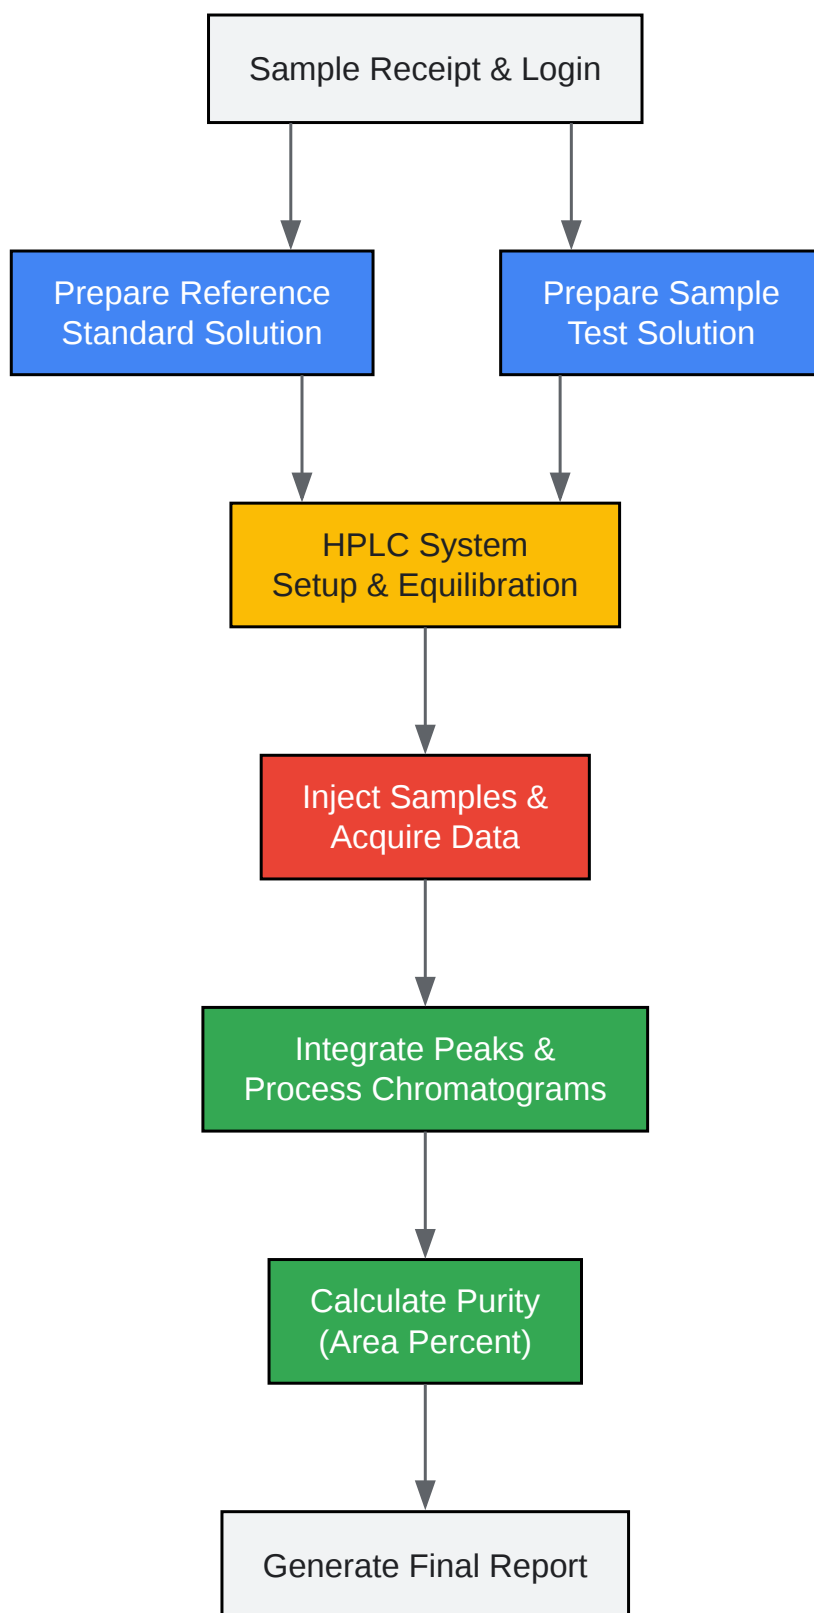 Sample Receipt & Login
Prepare Reference
Standard Solution
Prepare Sample
Test Solution
HPLC System
Setup & Equilibration
Inject Samples &
Acquire Data
Integrate Peaks &
Process Chromatograms
Calculate Purity
(Area Percent)
Generate Final Report